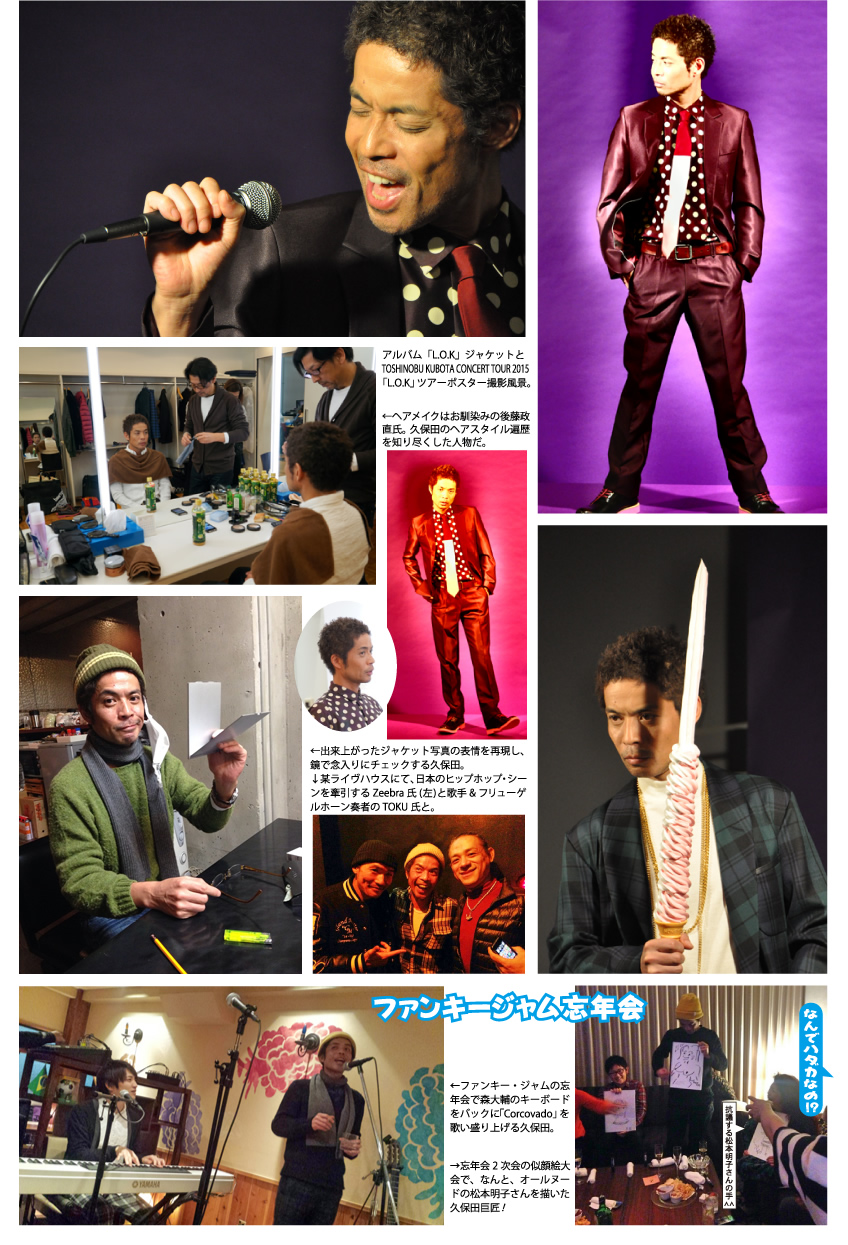 アルバム「L.O.K」ジャケットと
TOSHINOBU KUBOTA CONCERT TOUR 2015
「L.O.K」ツアーポスター撮影風景。
←ヘアメイクはお馴染みの後藤政
直氏。久保田のヘアスタイル遍歴
を知り尽くした人物だ。
←出来上がったジャケット写真の表情を再現し、
鏡で念入りにチェックする久保田。
↓某ライヴハウスにて、日本のヒップホップ・シー
ンを牽引する Zeebra 氏 (左) と歌手 & フリューゲ
ルホーン奏者の TOKU 氏と。
ファンキージャム忘年会
←ファンキー・ジャムの忘
年会で森大輔のキーボード
をバックに「Corcovado」を
歌い盛り上げる久保田。
→忘年会 2 次会の似顔絵大
会で、なんと、オールヌー
ドの松本明子さんを描いた
久保田巨匠!
なんでハダカなの!?
抗議する松本明子さんの手^^
YAMAHA